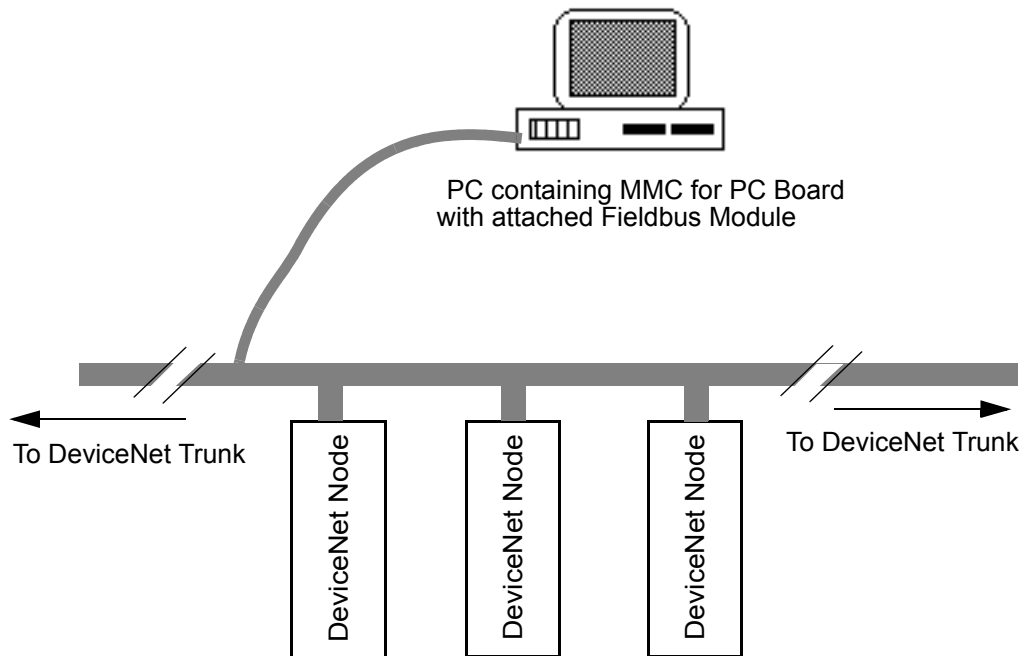 PC containing MMC for PC Board
with attached Fieldbus Module
To DeviceNet Trunk
To DeviceNet Trunk
DeviceNet Node
DeviceNet Node
DeviceNet Node